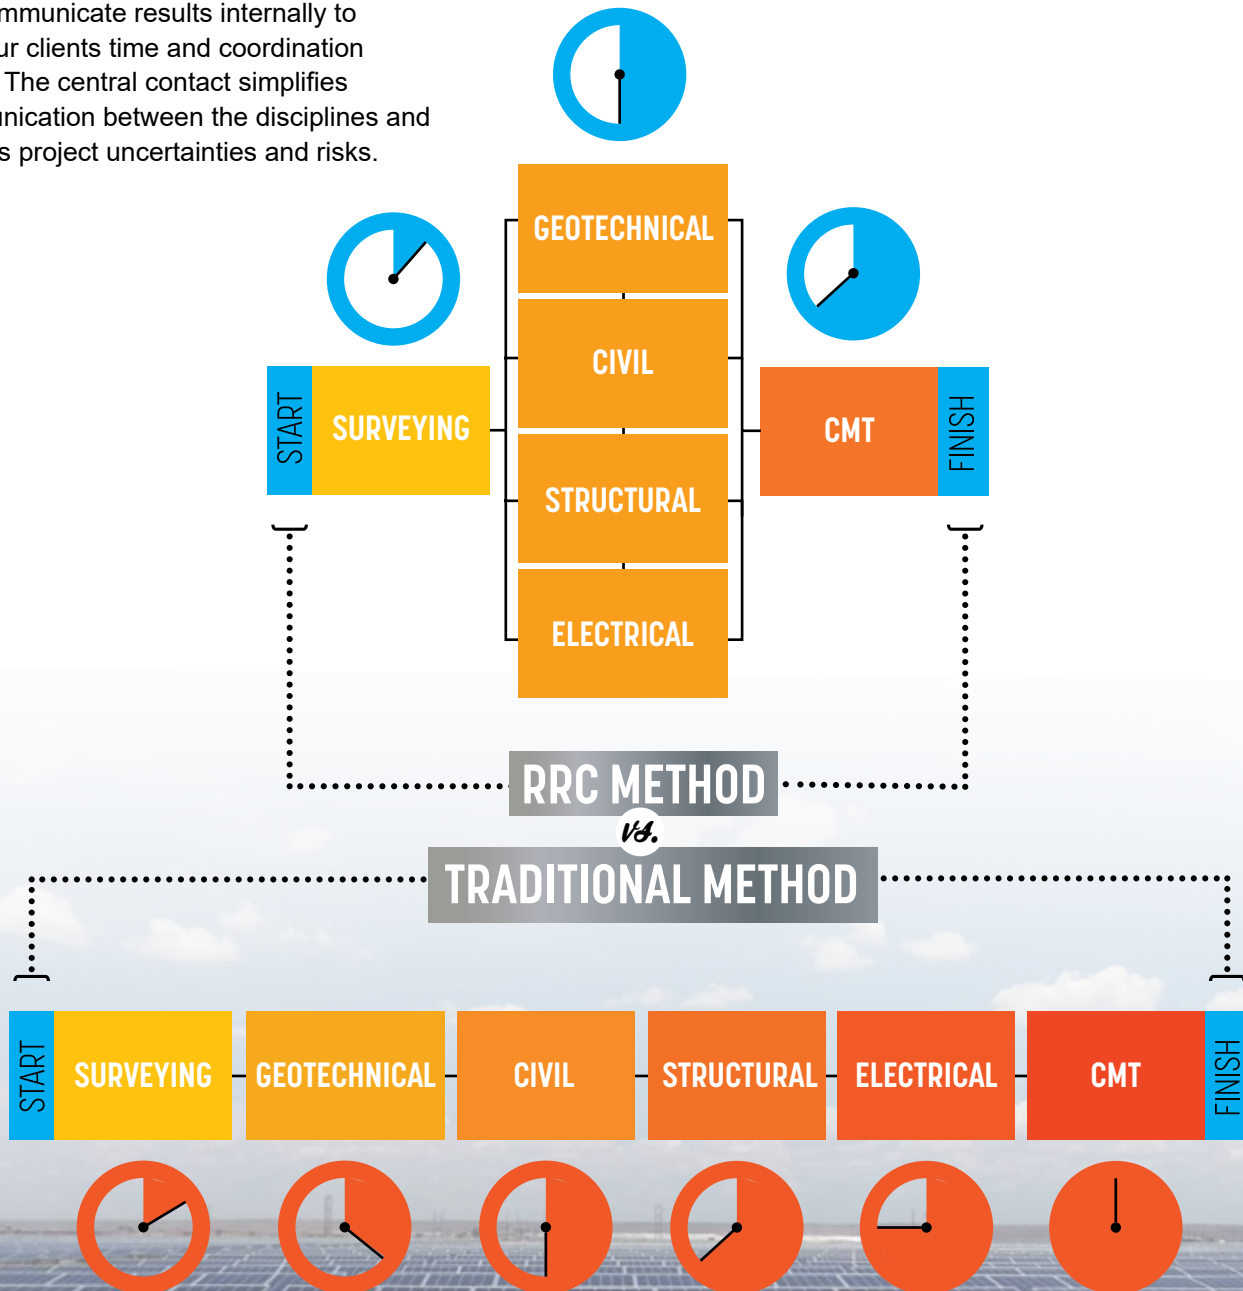 mmunicate results internally to
ur clients time and coordination
The central contact simplifies
unication between the disciplines and
s project uncertainties and risks.
GEOTECHNICAL
CIVIL
START
SURVEYING
CMT
FINISH
STRUCTURAL
ELECTRICAL
RRC METHOD
vs.
TRADITIONAL METHOD
START
SURVEYING
GEOTECHNICAL
CIVIL
STRUCTURAL
ELECTRICAL
CMT
FINISH